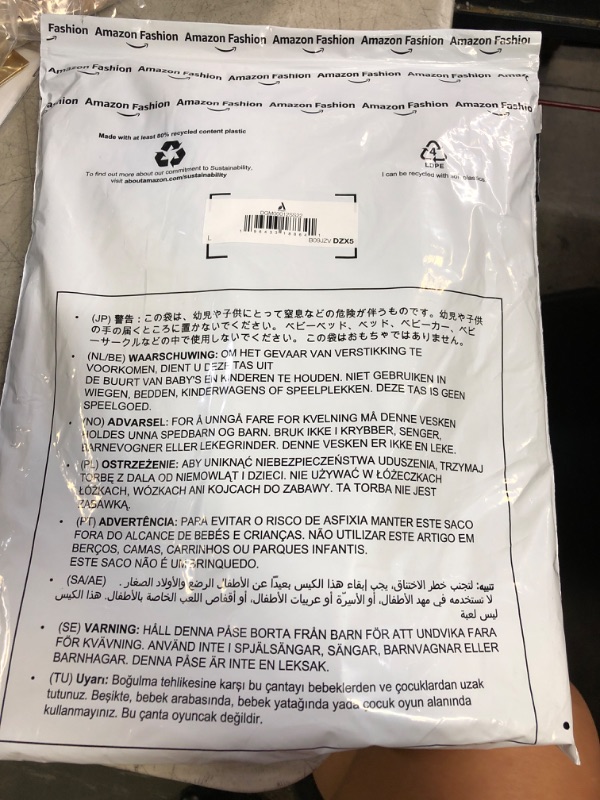 Fashion Amazon Fashion Amazon Fashion Amazon Fashion Amazon Fashion Amazon Fashion
Amazon Fashion Amazon Fashion Amazon Fashion Amazon Fashion Amazon Fashion
Amazon Fashion Amazon Fashion Amazon Fashion Amazon Fashion Amazon Fashion
Made with at least 80% recycled content plastic
To find out more about our commitment to Sustainability,
visit aboutamazon.com/sustainability
4
LDPE
I can be recycled with
DZX5
• (JP) 警告：この袋は、幼児や子供にとって窒息などの危険が伴うものです。幼児や子供
の手の届くところに置かないでください。 ベビーベッド、ベッド、ベビーカー、ベビ
ーサークルなどの中で使用しないでください。 この袋はおもちゃではありません。
• (NL/BE) WAARSCHUWING: OM HET GEVAAR VAN VERSTIKKING TE
VOORKOMEN, DIENT U DEZE TAS UIT
DE BUURT VAN BABY'S EN KINDEREN TE HOUDEN. NIET GEBRUIKEN IN
WIEGEN, BEDDEN, KINDERWAGENS OF SPEELPLEKKEN. DEZE TAS IS GEEN
SPEELGOED.
• (NO) ADVARSEL: FOR Å UNNGÅ FARE FOR KVELNING MÅ DENNE VESKEN
HOLDES UNNA SPEDBARN OG BARN. BRUK IKKE I KRYBBER, SENGER,
BARNEVOGNER ELLER LEKEGRINDER. DENNE VESKEN ER IKKE EN LEKE.
• (PL) OSTRZEŻENIE: ABY UNIKNĄĆ NIEBEZPIECZEŃSTWA UDUSZENIA, TRZYMAJ
TORBĘ Z DALA OD NIEMOWLĄT I DZIECI. NIE UŻYWAĆ W ŁÓŻECZKACH
ŁÓŻKACH, WÓZKACH ANI KOJCACH DO ZABAWY. TA TORBA NIE JEST
ZABAWKĄ.
• (PT) ADVERTÊNCIA: PARA EVITAR O RISCO DE ASFIXIA MANTER ESTE SACO
FORA DO ALCANCE DE BEBÉS E CRIANÇAS. NÃO UTILIZAR ESTE ARTIGO EM
BERÇOS, CAMAS, CARRINHOS OU PARQUES INFANTIS.
ESTE SACO NÃO É UM BRINQUEDO.
• (SA/AE) تنبيه: لتجنب خطر الاختناق، يجب إبقاء هذا الكيس بعيدًا عن الأطفال الرضع والأولاد الصغار.
لا تستخدمه في مهد الأطفال، أو الأسرّة أو عربيات الأطفال، أو أقفاص اللعب الخاصة بالأطفال. هذا الكيس
ليس لعبة
• (SE) VARNING: HÅLL DENNA PÅSE BORTA FRÅN BARN FÖR ATT UNDVIKA FARA
FÖR KVÄVNING. ANVÄND INTE I SPJÄLSÄNGAR, SÄNGAR, BARNVAGNAR ELLER
BARNHAGAR. DENNA PÅSE ÄR INTE EN LEKSAK.
• (TU) Uyarı: Boğulma tehlikesine karşı bu çantayı bebeklerden ve çocuklardan uzak
tutunuz. Beşikte, bebek arabasında, bebek yatağında yada çocuk oyun alanında
kullanmayınız. Bu çanta oyuncak değildir.